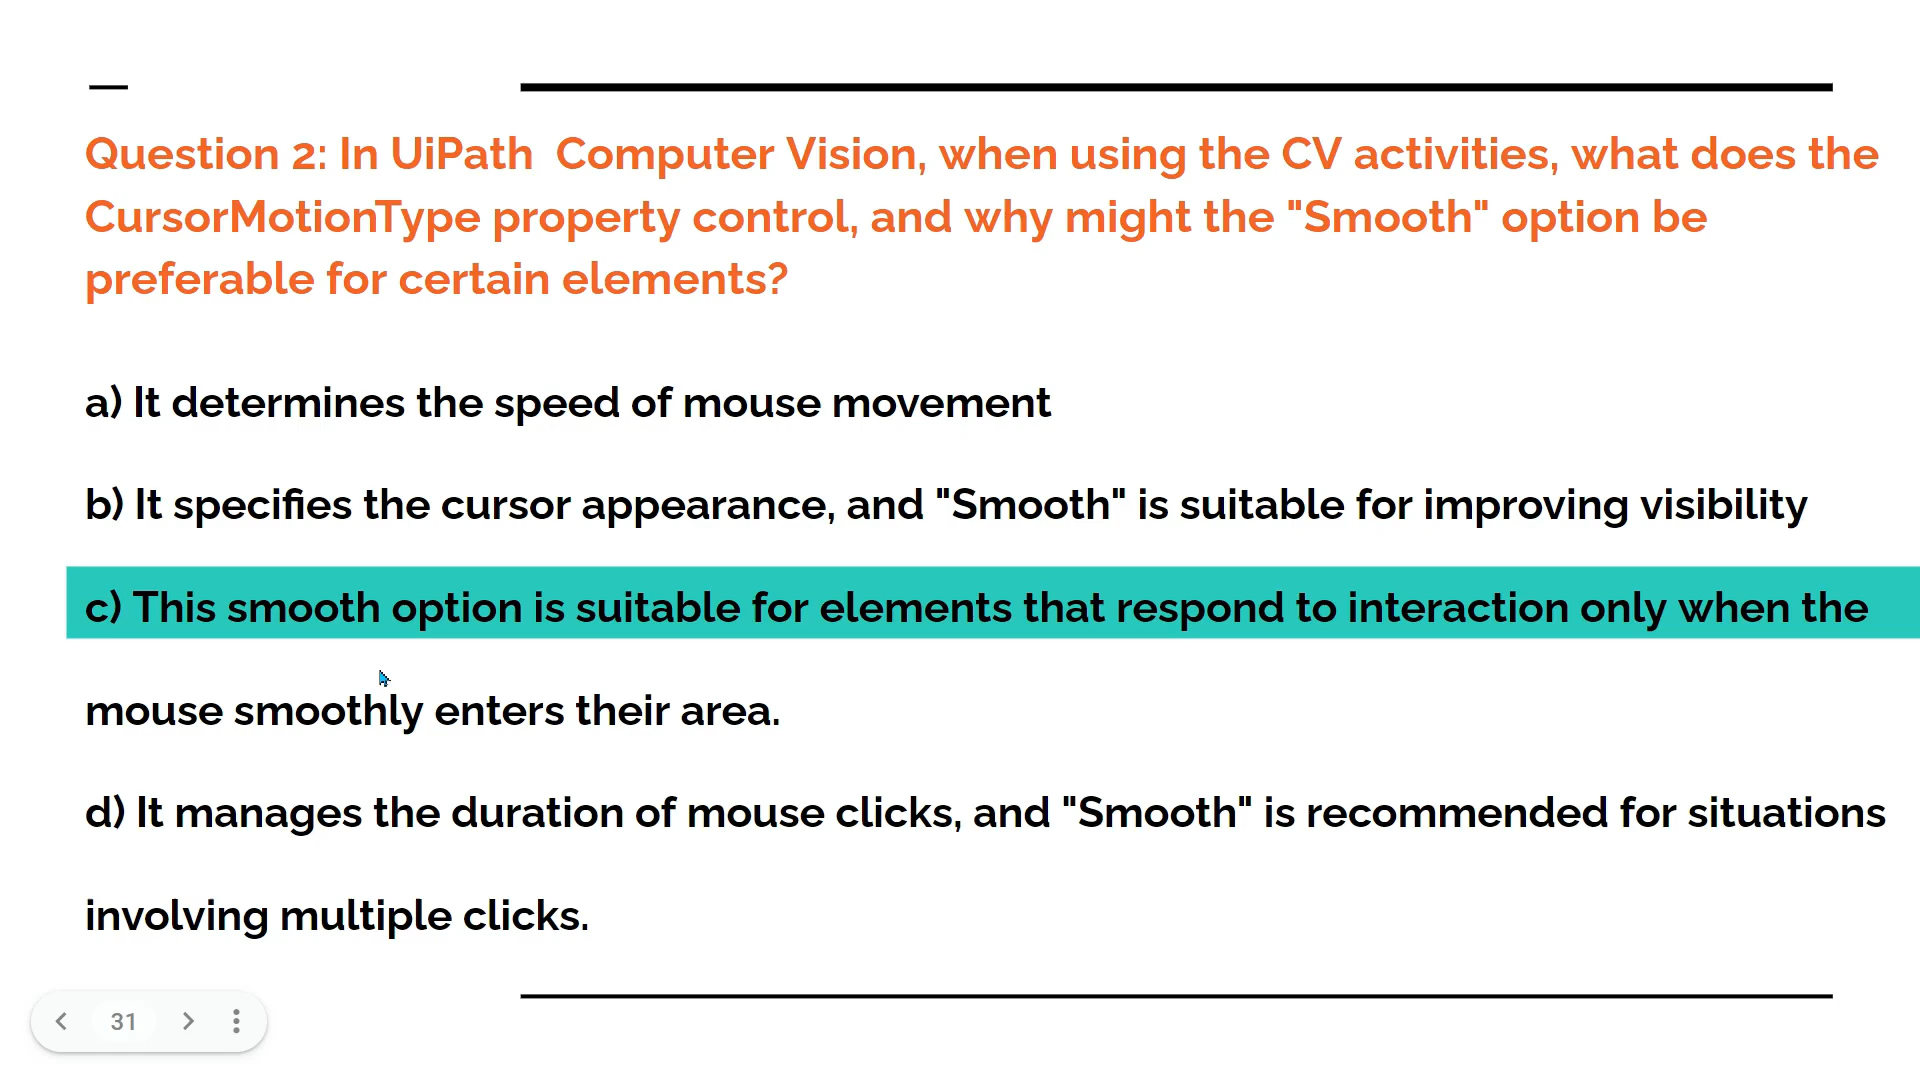 Question 2: In UiPath  Computer Vision, when using the CV activities, what does the
CursorMotionType property control, and why might the "Smooth" option be
preferable for certain elements?
a) It determines the speed of mouse movement
b) It specifies the cursor appearance, and "Smooth" is suitable for improving visibility
c) This smooth option is suitable for elements that respond to interaction only when the
mouse smoothly enters their area.
d) It manages the duration of mouse clicks, and "Smooth" is recommended for situations
involving multiple clicks.
31